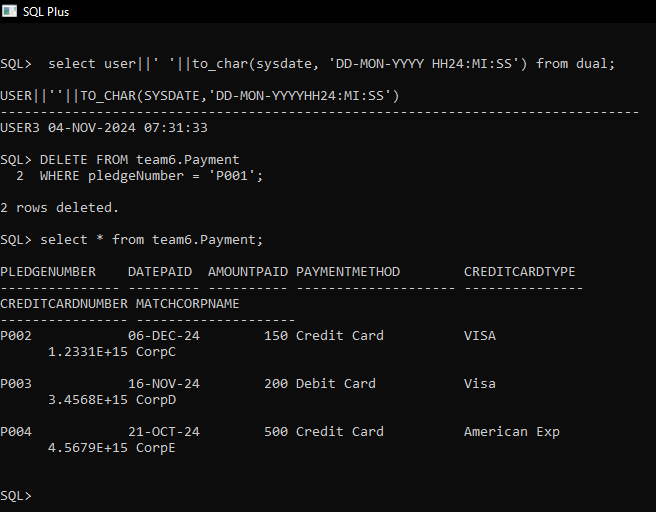 SQL Plus
SQL>  select user||' '||to_char(sysdate, 'DD-MON-YYYY HH24:MI:SS') from dual;
USER||''||TO_CHAR(SYSDATE,'DD-MON-YYYYHH24:MI:SS')
--------------------------------------------------------------------------------
USER3 04-NOV-2024 07:31:33
SQL> DELETE FROM team6.Payment
  2  WHERE pledgeNumber = 'P001';
2 rows deleted.
SQL> select * from team6.Payment;
PLEDGENUMBER    DATEPAID  AMOUNTPAID PAYMENTMETHOD        CREDITCARDTYPE
--------------- --------- ---------- -------------------- ---------------
CREDITCARDNUMBER MATCHCORPNAME
---------------- --------------------
P002            06-DEC-24        150 Credit Card          VISA
      1.2331E+15 CorpC
P003            16-NOV-24        200 Debit Card           Visa
      3.4568E+15 CorpD
P004            21-OCT-24        500 Credit Card          American Exp
      4.5679E+15 CorpE
SQL>